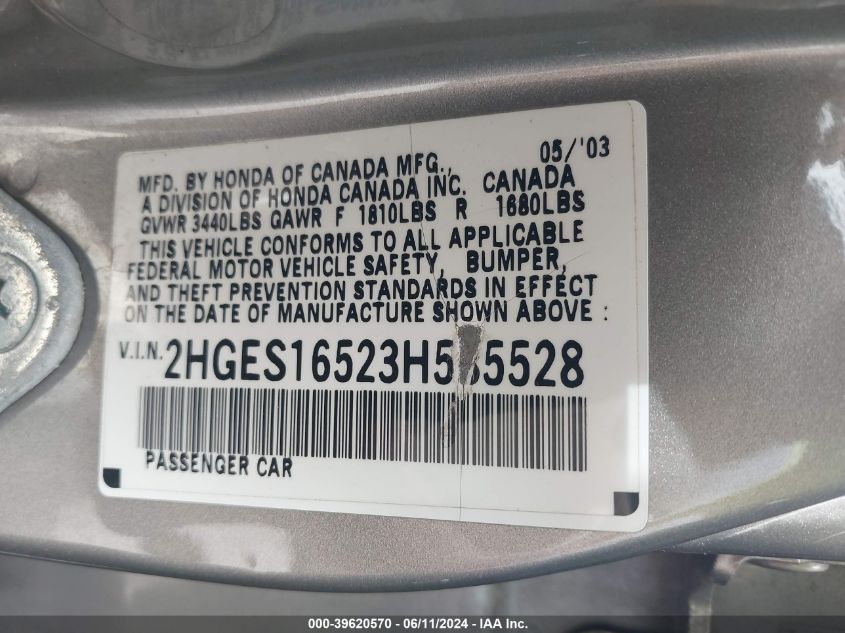 05/'03
MFD. BY HONDA OF CANADA MFG.,
A DIVISION OF HONDA CANADA INC. CANADA
GVWR 3440LBS GAWR F 1810LBS R 1680LBS
THIS VEHICLE CONFORMS TO ALL APPLICABLE
FEDERAL MOTOR VEHICLE SAFETY, BUMPER,
AND THEFT PREVENTION STANDARDS IN EFFECT
ON THE DATE OF MANUFACTURE SHOWN ABOVE :
V.I.N.
PASSENGER CAR
000-39620570 - 06/11/2024 - IAA Inc.